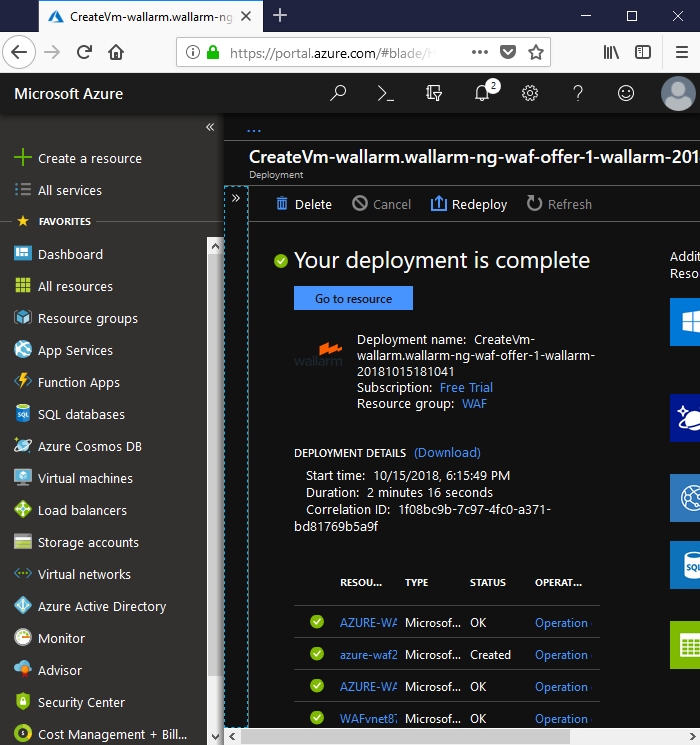 CreateVm-wallarm.wallarm-ng
https://portal.azure.com/#blade/
Microsoft Azure
2
Create a resource
All services
FAVORITES
Dashboard
All resources
Resource groups
App Services
Function Apps
SQL databases
Azure Cosmos DB
Virtual machines
Load balancers
Storage accounts
Virtual networks
Azure Active Directory
Monitor
Advisor
Security Center
Cost Management + Bill...
...
CreateVm-wallarm.wallarm-ng-waf-offer-1-wallarm-201
Deployment
Delete
Cancel
Redeploy
Refresh
Your deployment is complete
Go to resource
wallarm
Deployment name: CreateVm-
wallarm.wallarm-ng-waf-offer-1-wallarm-
20181015181041
Subscription: Free Trial
Resource group: WAF
DEPLOYMENT DETAILS (Download)
Start time: 10/15/2018, 6:15:49 PM
Duration: 2 minutes 16 seconds
Correlation ID: 1f08bc9b-7c97-4fc0-a371-
bd81769b5a9f
RESOU... TYPE STATUS OPERAT...
AZURE-WA Microsof... OK Operation
azure-waf2 Microsof... Created Operation
AZURE-WA Microsof... OK Operation
WAFvnet87 Microsof... OK Operation
Addit
Reso
SQL